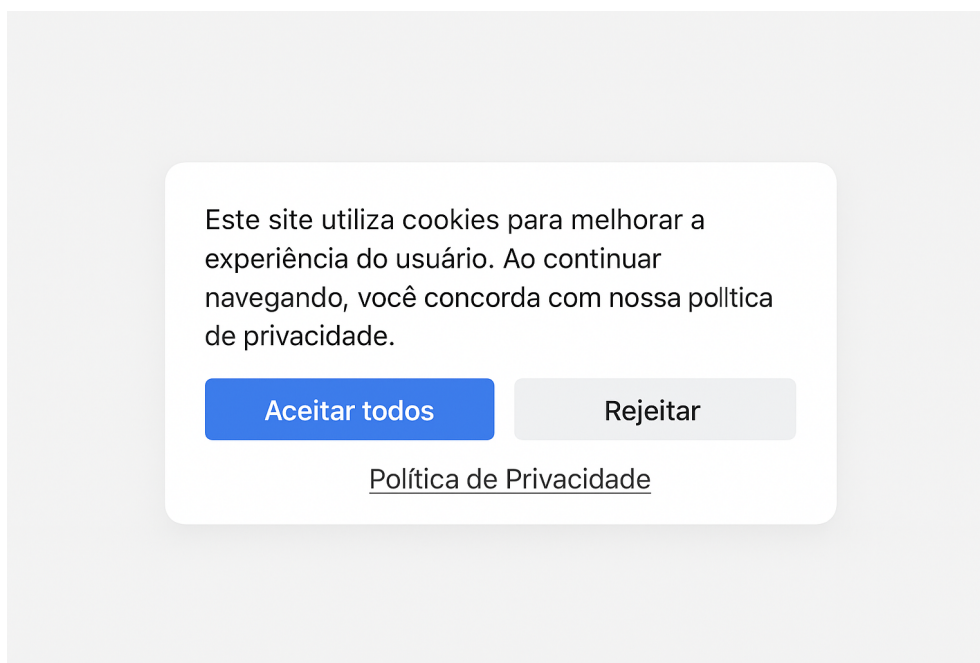 Este site utiliza cookies para melhorar a
experiência do usuário. Ao continuar
navegando, você concorda com nossa polltica
de privacidade.
Aceitar todos
Rejeitar
Política de Privacidade